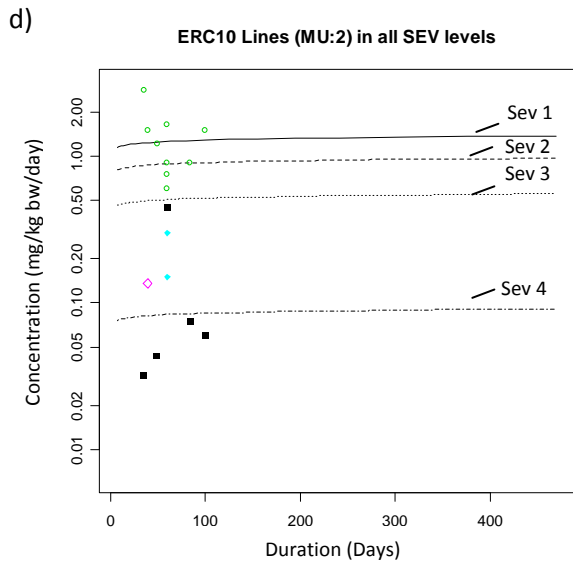 d)
ERC10 Lines (MU:2) in all SEV levels
Concentration (mg/kg bw/day)
2.00
1.00
0.50
0.20
0.10
0.05
0.02
0.01
Sev 1
Sev 2
Sev 3
Sev 4
0
100
200
300
400
Duration (Days)